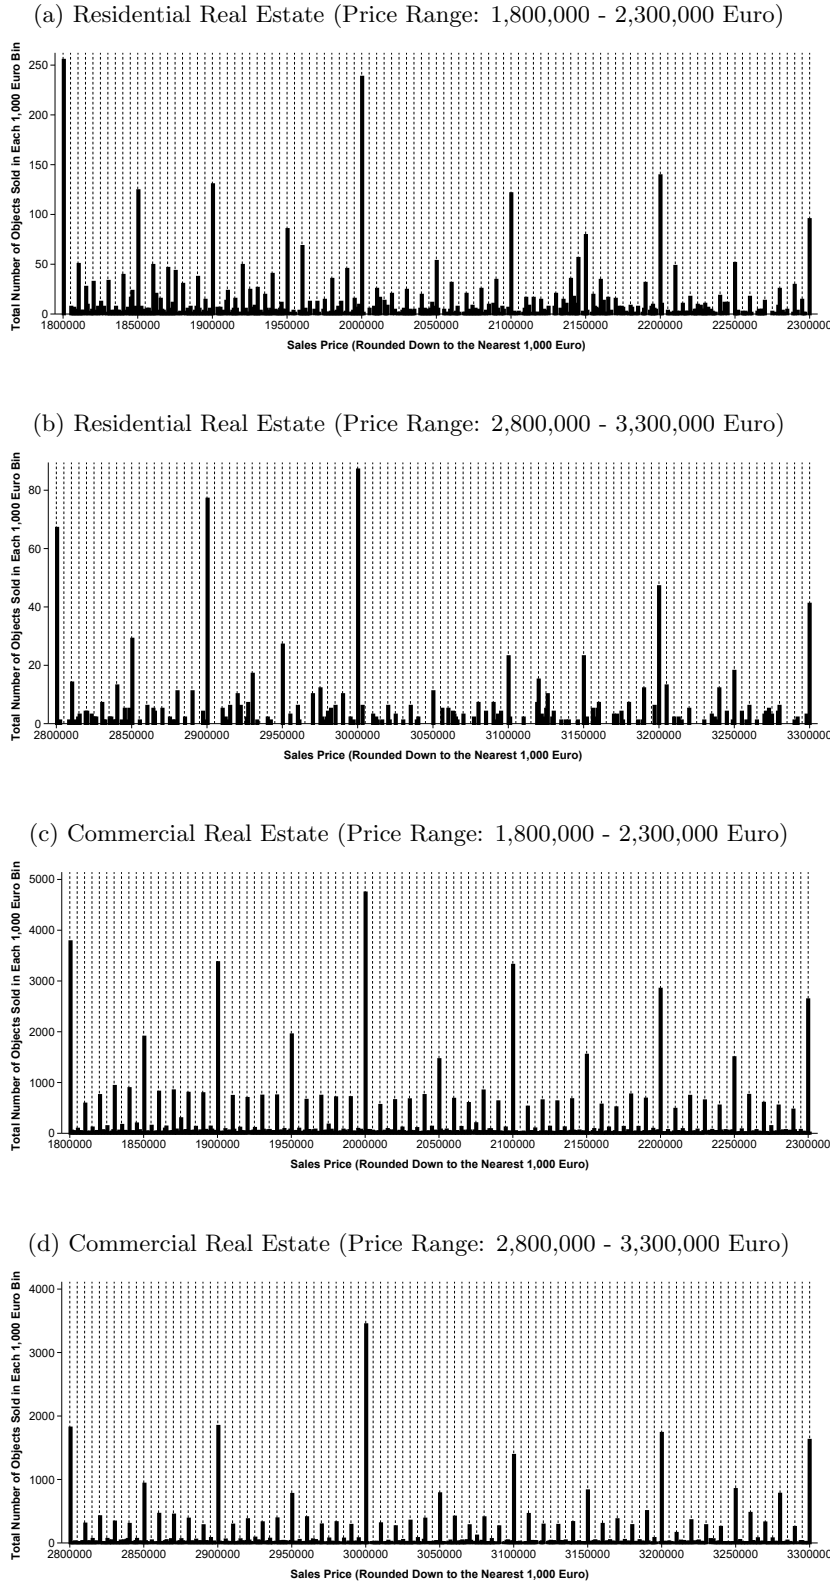 (a) Residential Real Estate (Price Range: 1,800,000 - 2,300,000 Euro)
Total Number of Objects Sold in Each 1,000 Euro Bin
250
200
150
100
50
0
1800000 1850000 1900000 1950000 2000000 2050000 2100000 2150000 2200000 2250000 2300000
Sales Price (Rounded Down to the Nearest 1,000 Euro)
(b) Residential Real Estate (Price Range: 2,800,000 - 3,300,000 Euro)
Total Number of Objects Sold in Each 1,000 Euro Bin
80
60
40
20
0
2800000 2850000 2900000 2950000 3000000 3050000 3100000 3150000 3200000 3250000 3300000
Sales Price (Rounded Down to the Nearest 1,000 Euro)
(c) Commercial Real Estate (Price Range: 1,800,000 - 2,300,000 Euro)
Total Number of Objects Sold in Each 1,000 Euro Bin
5000
4000
3000
2000
1000
0
1800000 1850000 1900000 1950000 2000000 2050000 2100000 2150000 2200000 2250000 2300000
Sales Price (Rounded Down to the Nearest 1,000 Euro)
(d) Commercial Real Estate (Price Range: 2,800,000 - 3,300,000 Euro)
Total Number of Objects Sold in Each 1,000 Euro Bin
4000
3000
2000
1000
0
2800000 2850000 2900000 2950000 3000000 3050000 3100000 3150000 3200000 3250000 3300000
Sales Price (Rounded Down to the Nearest 1,000 Euro)